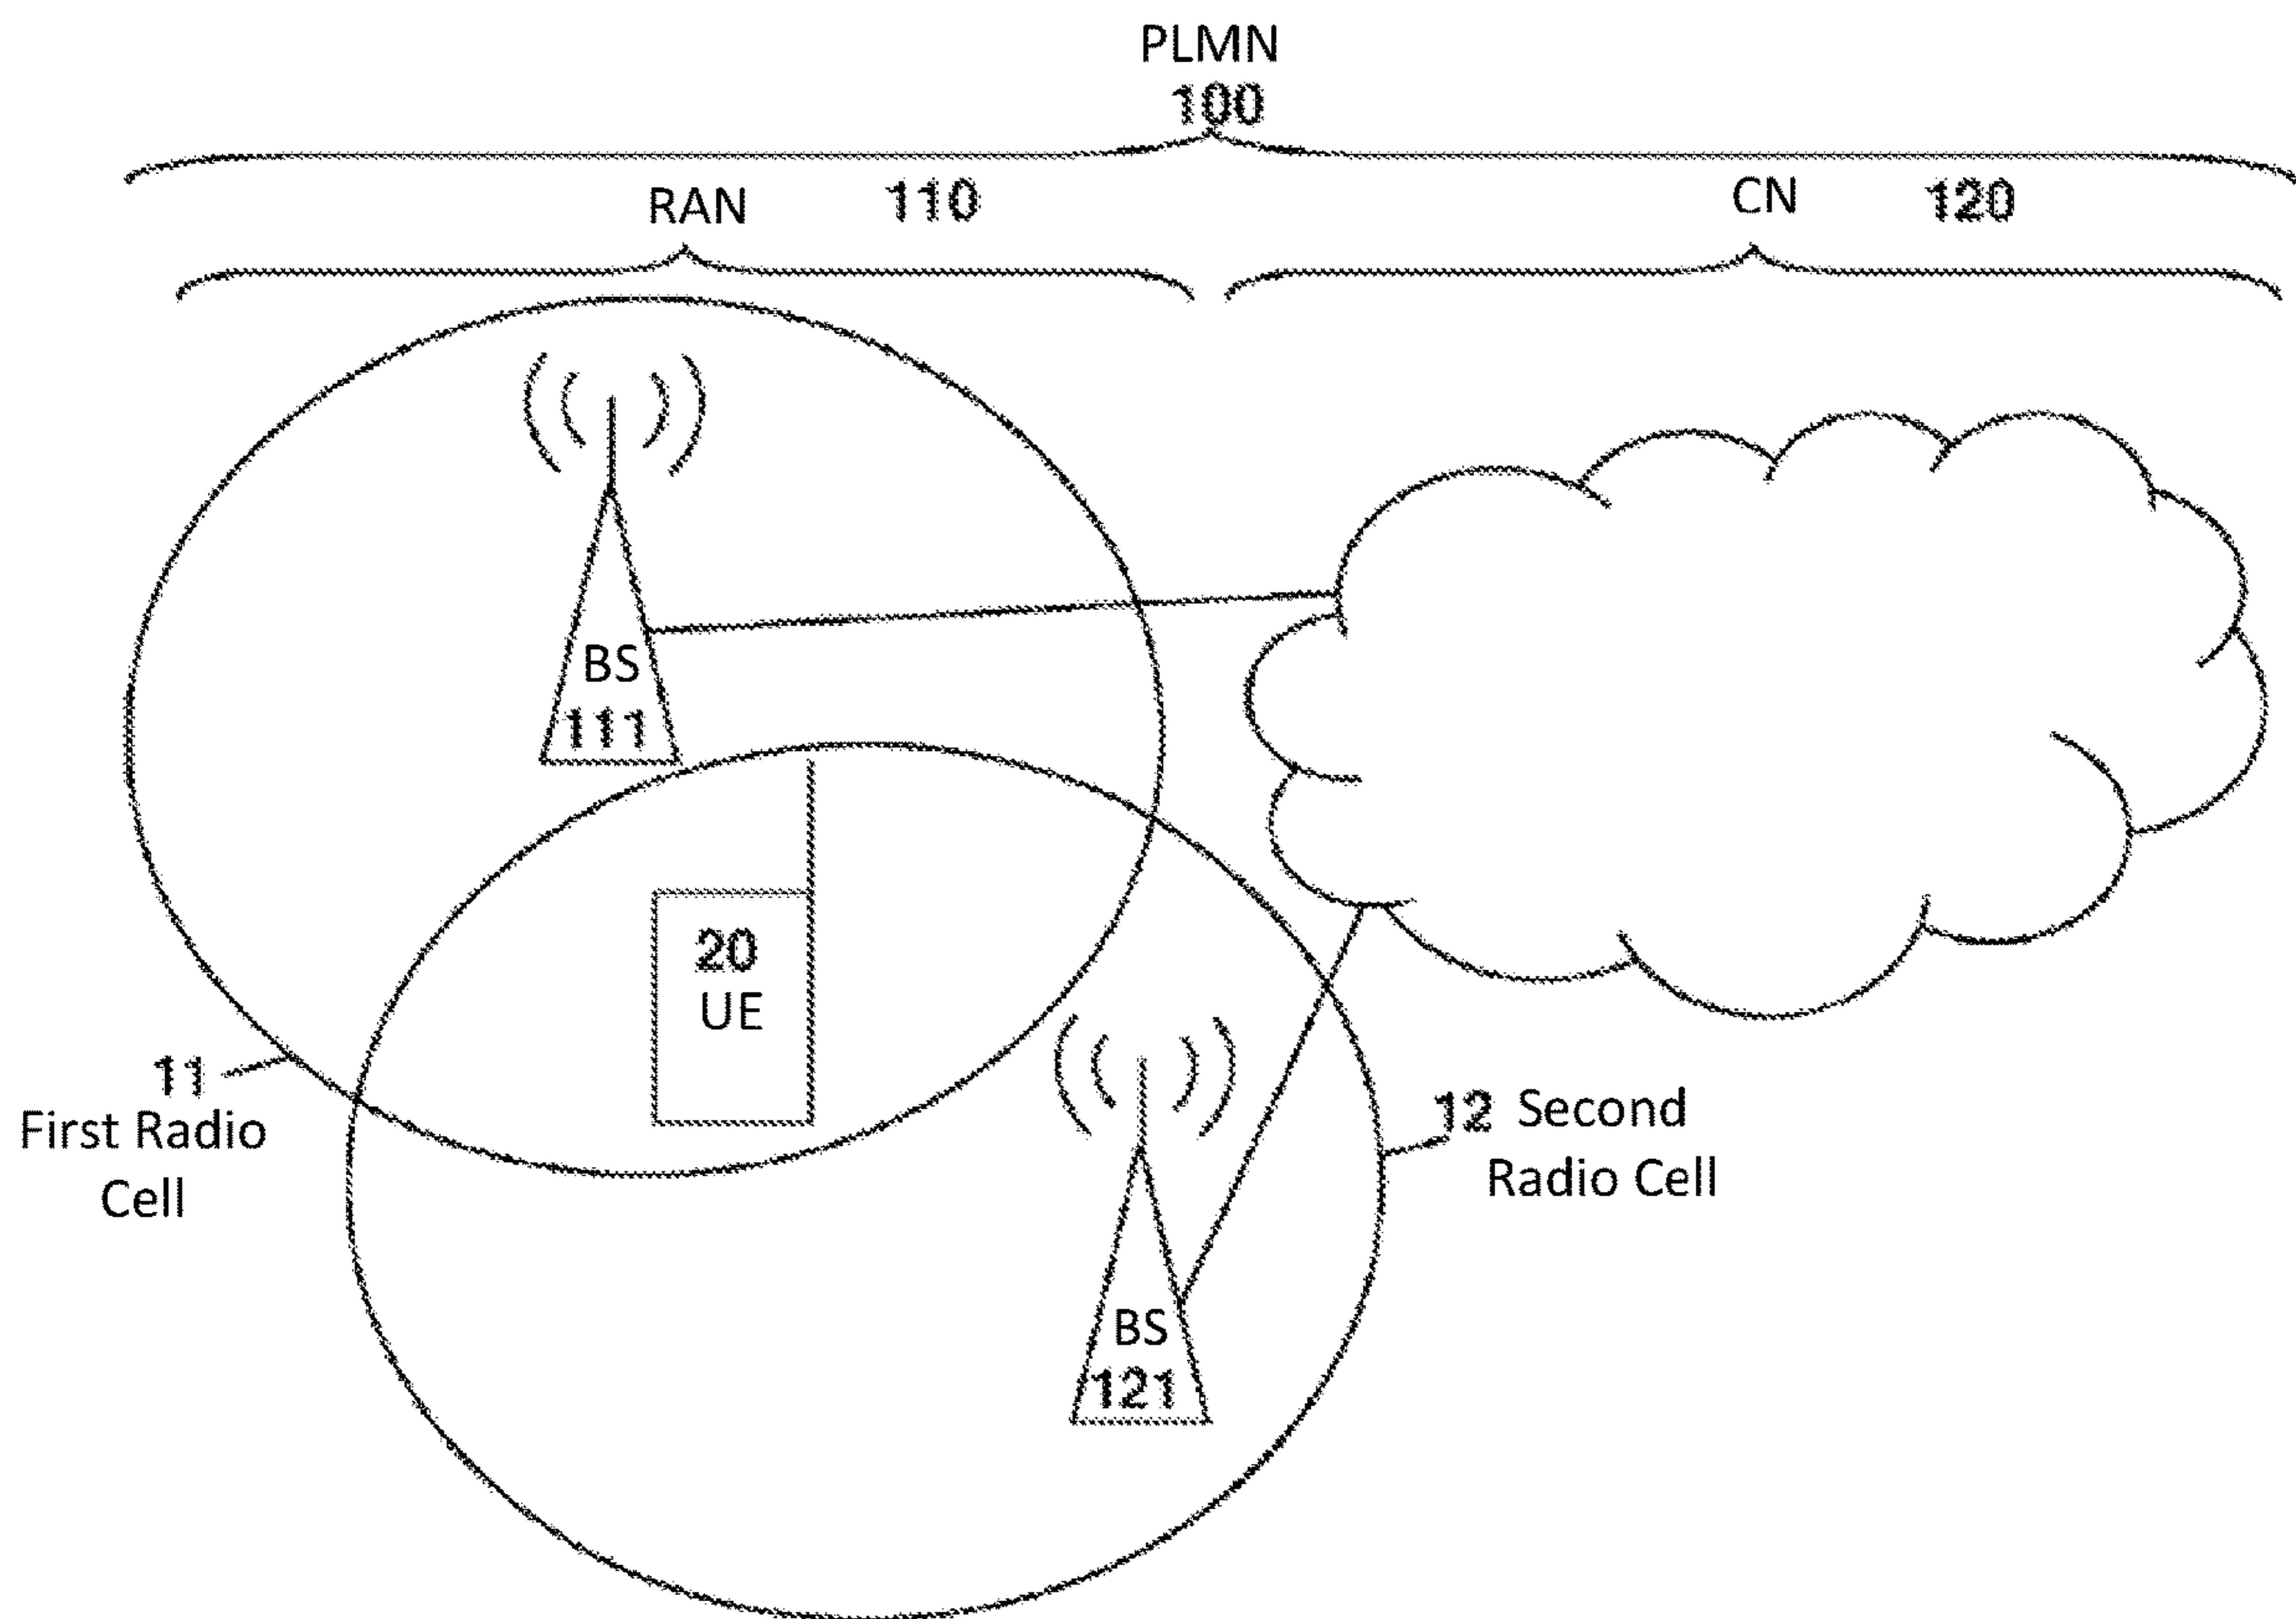 PLMN
100
RAN 110
CN 120
BS
111
20
UE
11
First Radio
Cell
12 Second
Radio Cell
BS
121